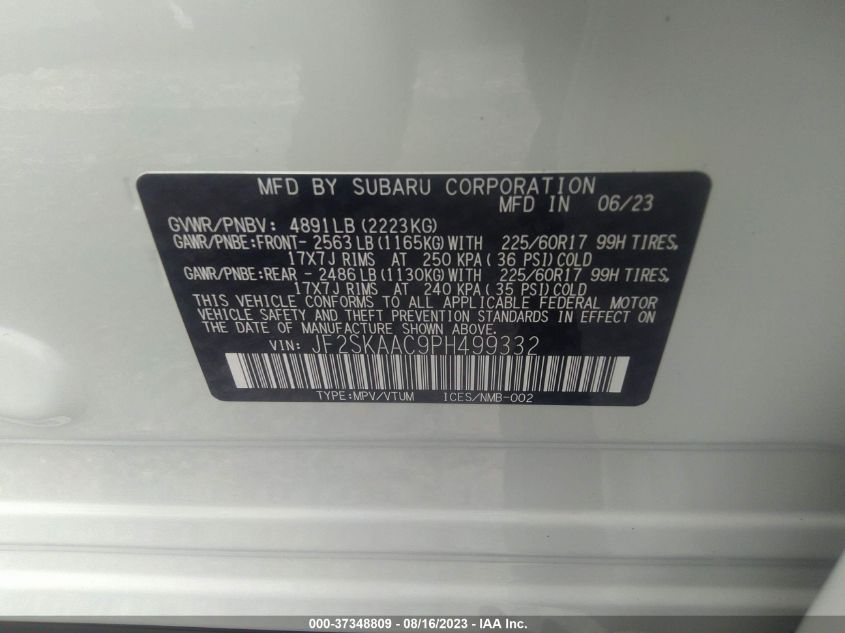 MFD BY SUBARU CORPORATION
MFD IN 06/23
GVWR/PNBV: 4891LB (2223KG)
GAWR/PNBE:FRONT- 2563LB (1165KG) WITH 225/60R17 99H TIRES,
17X7J RIMS AT 250 KPA ( 36 PSI) COLD
GAWR/PNBE:REAR - 2486LB (1130KG) WITH 225/60R17 99H TIRES,
17X7J RIMS AT 240 KPA ( 35 PSI) COLD
THIS VEHICLE CONFORMS TO ALL APPLICABLE FEDERAL MOTOR
VEHICLE SAFETY AND THEFT PREVENTION STANDARDS IN EFFECT ON
THE DATE OF MANUFACTURE SHOWN ABOVE.
VIN: JF2SKAAC9PH499332
TYPE:MPV/VTUM ICES/NMB-002
000-37348809 - 08/16/2023 - IAA Inc.